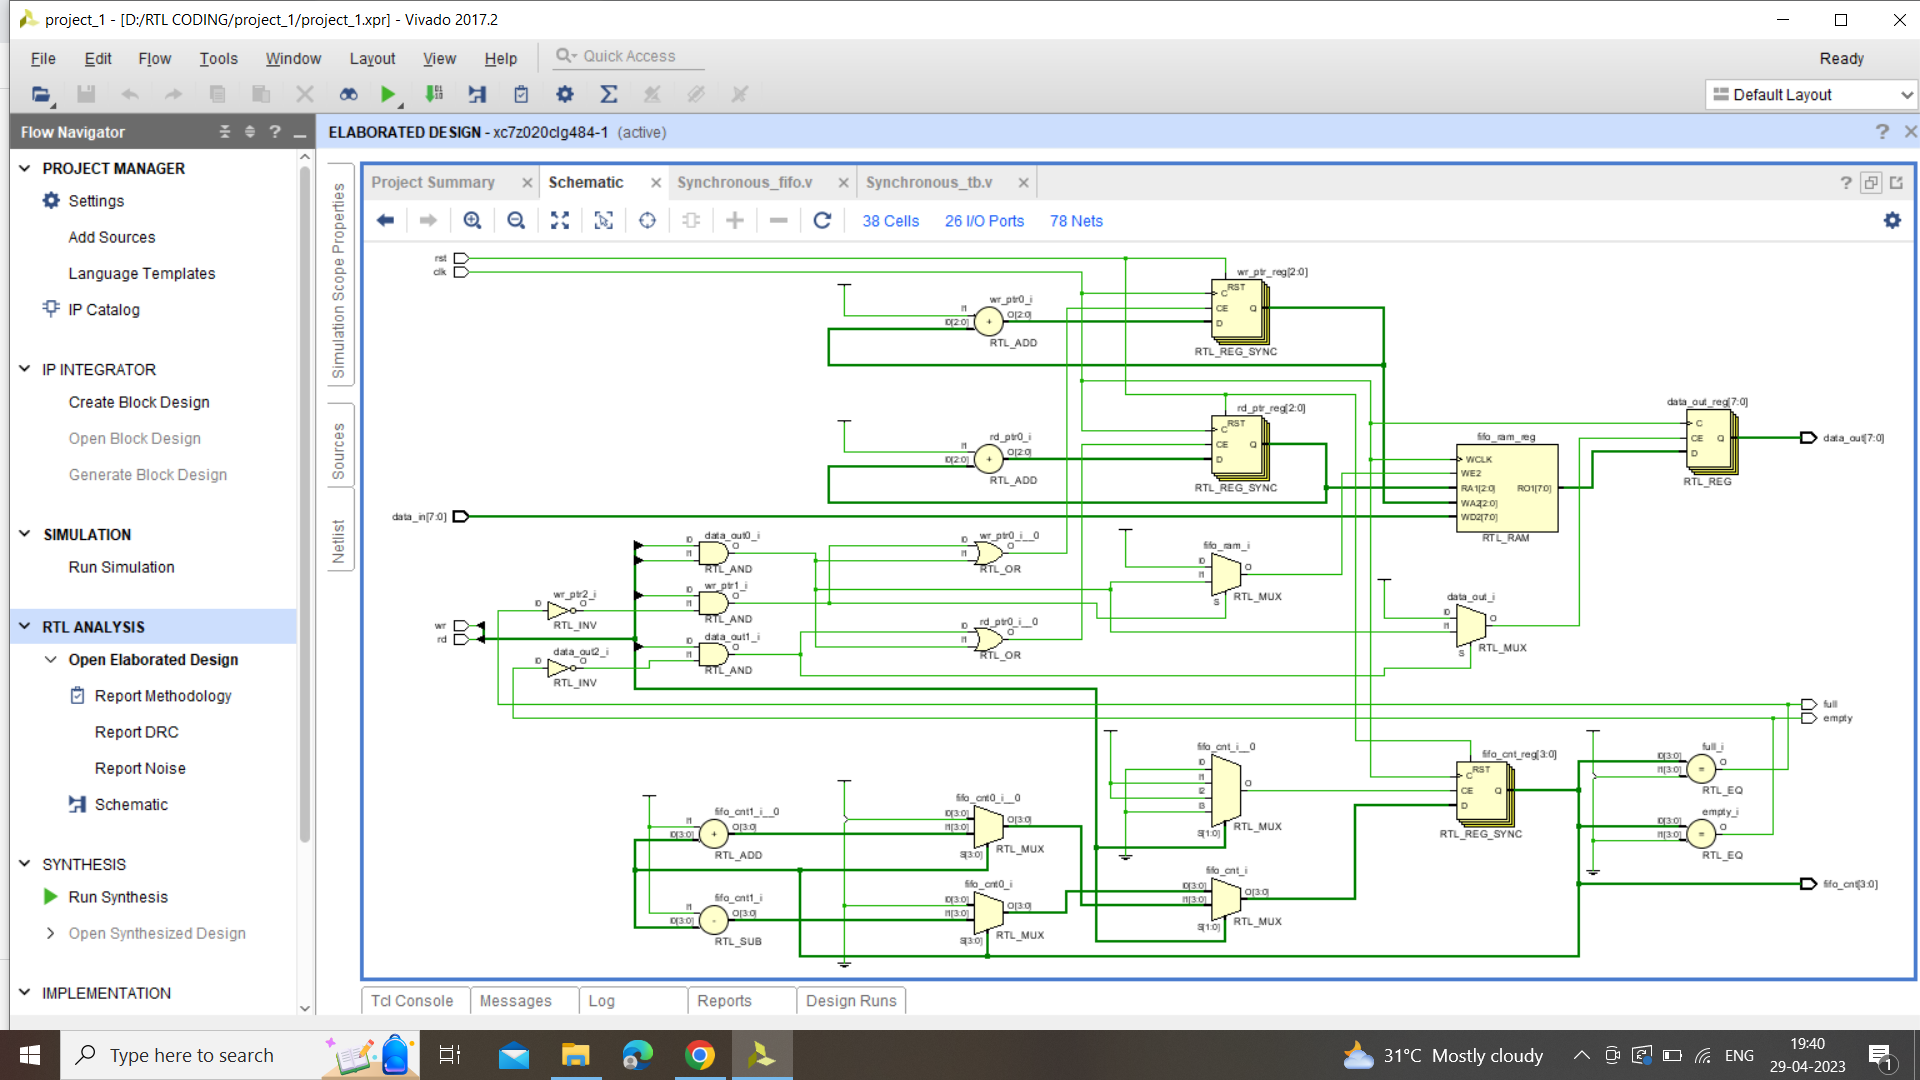 project_1 - [D:/RTL CODING/project_1/project_1.xpr] - Vivado 2017.2
File Edit Flow Tools Window Layout View Help Quick Access Ready
Default Layout
Flow Navigator
PROJECT MANAGER
Settings
Add Sources
Language Templates
IP Catalog
IP INTEGRATOR
Create Block Design
Open Block Design
Generate Block Design
SIMULATION
Run Simulation
RTL ANALYSIS
Open Elaborated Design
Report Methodology
Report DRC
Report Noise
Schematic
SYNTHESIS
Run Synthesis
Open Synthesized Design
IMPLEMENTATION
ELABORATED DESIGN - xc7z020clg484-1 (active)
Simulation Scope Properties
Sources
Netlist
Project Summary Schematic Synchronous_fifo.v Synchronous_tb.v
38 Cells 26 I/O Ports 78 Nets
rst
clk
wr_ptr_reg[2:0]
RST
C
CE Q
D
RTL_REG_SYNC
wr_ptr0_i
I1 O[2:0]
I0[2:0] +
RTL_ADD
rd_ptr_reg[2:0]
RST
C
CE Q
D
RTL_REG_SYNC
rd_ptr0_i
I1 O[2:0]
I0[2:0] +
RTL_ADD
data_out_reg[7:0]
C
CE Q
D
RTL_REG
data_out[7:0]
fifo_ram_reg
WCLK
WE2
RA1[2:0] RO1[7:0]
WA2[2:0]
WD2[7:0]
RTL_RAM
data_in[7:0]
data_out0_i
I0 O
I1
RTL_AND
wr_ptr1_i
I0 O
I1
RTL_AND
data_out1_i
I0 O
I1
RTL_AND
wr_ptr2_i
I0 O
RTL_INV
data_out2_i
I0 O
RTL_INV
wr
rd
wr_ptr0_i__0
I0 O
I1
RTL_OR
rd_ptr0_i__0
I0 O
I1
RTL_OR
fifo_ram_i
I0 O
I1
S RTL_MUX
data_out_i
I0 O
I1
S RTL_MUX
full
empty
fifo_cnt_i__0
I0
I1
I2 O
I3
S[1:0] RTL_MUX
fifo_cnt_reg[3:0]
RST
C
CE Q
D
RTL_REG_SYNC
full_i
I0[3:0] O
I1[3:0] =
RTL_EQ
empty_i
I0[3:0] O
I1[3:0] =
RTL_EQ
fifo_cnt[3:0]
fifo_cnt1_i__0
I1 O[3:0]
I0[3:0] +
RTL_ADD
fifo_cnt0_i__0
I0[3:0] O[3:0]
I1[3:0]
S[3:0] RTL_MUX
fifo_cnt1_i
I1 O[3:0]
I0[3:0] -
RTL_SUB
fifo_cnt0_i
I0[3:0] O[3:0]
I1[3:0]
S[3:0] RTL_MUX
fifo_cnt_i
I0[3:0] O[3:0]
I1[3:0]
S[1:0] RTL_MUX
Tcl Console Messages Log Reports Design Runs
Type here to search
31°C Mostly cloudy
ENG
19:40
29-04-2023
1